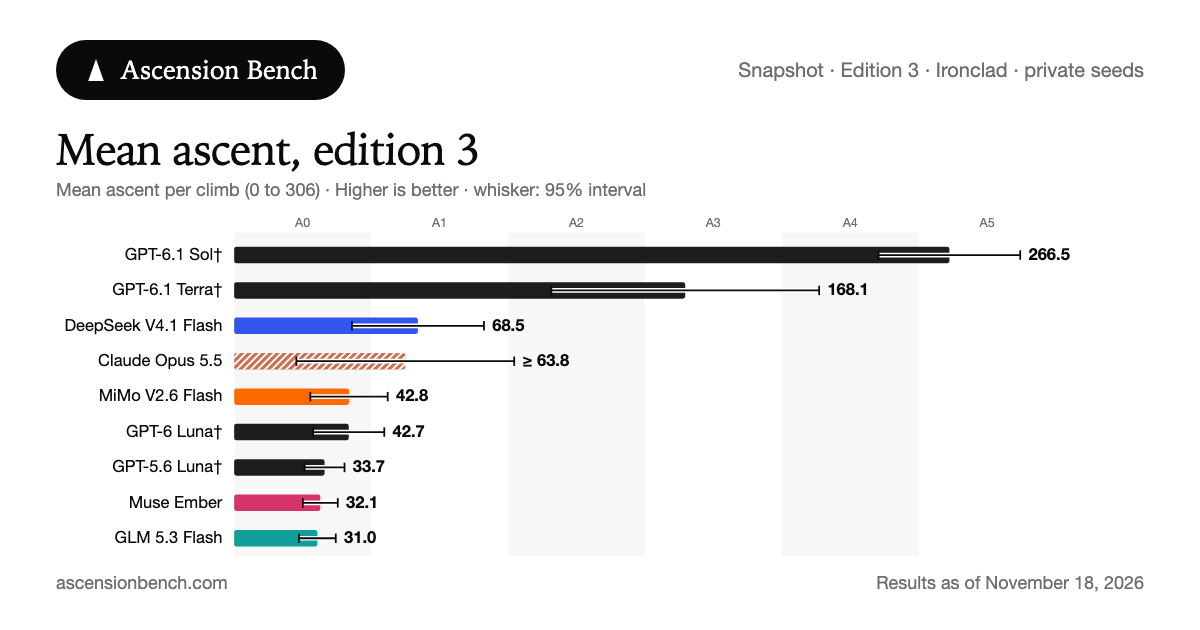 Ascension Bench
Snapshot · Edition 3 · Ironclad · private seeds
Mean ascent, edition 3
Mean ascent per climb (0 to 306) · Higher is better · whisker: 95% interval
A0 A1 A2 A3 A4 A5
GPT-6.1 Sol† 266.5
GPT-6.1 Terra† 168.1
DeepSeek V4.1 Flash 68.5
Claude Opus 5.5 ≥ 63.8
MiMo V2.6 Flash 42.8
GPT-6 Luna† 42.7
GPT-5.6 Luna† 33.7
Muse Ember 32.1
GLM 5.3 Flash 31.0
ascensionbench.com
Results as of November 18, 2026